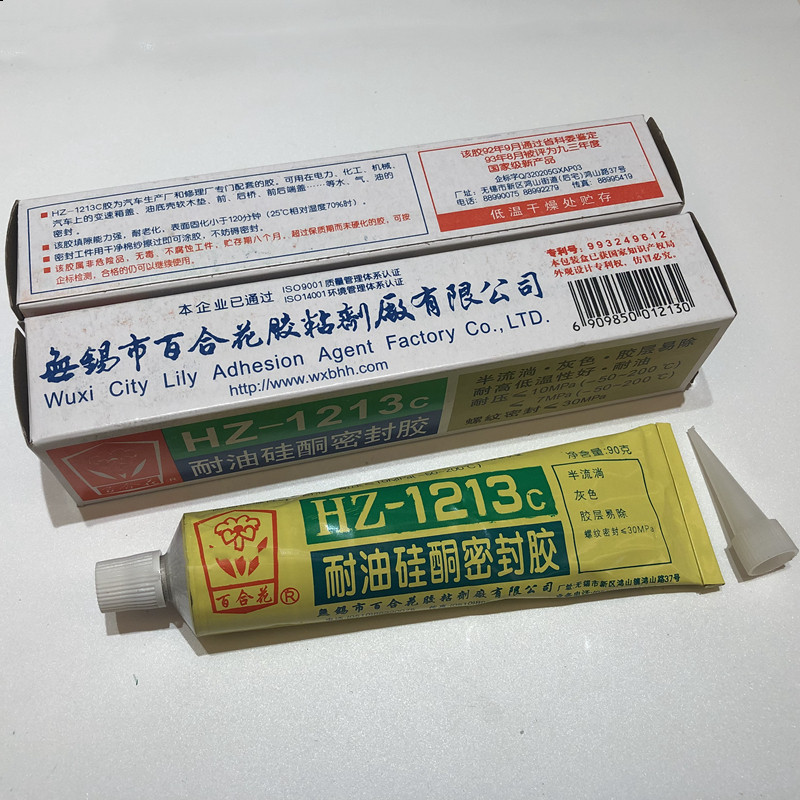 ■ HZ-1213C胶为汽车生产厂和修理厂专门配套的胶，可用在电力、化工、机械、
汽车上的变速箱盖、油底壳软木垫、前、后桥、前后端盖……等水、气、油的
密封。
■ 该胶填隙能力强、耐老化，表面固化小于120分钟（25℃相对湿度70%时）。
■ 密封工件用干净棉纱擦过即可涂胶，不妨碍密封。
■ 该胶属非危险品，无毒、不腐蚀工件，贮存期八个月，超过保质期而未硬化的胶，可按
企标检测，合格的仍可以继续使用。
该胶92年9月通过省科委鉴定
93年8月被评为九三年度
国家级新产品
企标字Q/320205GXAP03
厂址：无锡市新区鸿山街道(后宅)鸿山路37号
电话：88990075 88992279 传真：88995419
低温干燥处贮存
本企业已通过
ISO9001质量管理体系认证
ISO14001环境管理体系认证
無錫市百合花胶粘劑厰有限公司
Wuxi City Lily Adhesion Agent Factory Co.,LTD.
http://www.wxbhh.com
专利号：993249512
本包装盒已获国家知识产权局
外观设计专利权，仿冒必究。
6 909850 012130
百合花 ®
HZ-1213C
耐油硅酮密封胶
半流淌·灰色·胶层易除
耐高低温性好·耐油
耐压≤10MPa(-50-200℃)
≤ 7MPa(-50-200℃)
螺纹密封≤30MPa
净含量:90克
HZ-1213C
耐油硅酮密封胶
百合花 ®
半流淌
灰色
胶层易除
螺纹密封≤30MPa
無錫市百合花胶粘劑厰有限公司
厂址:无锡市新区鸿山镇鸿山路37号